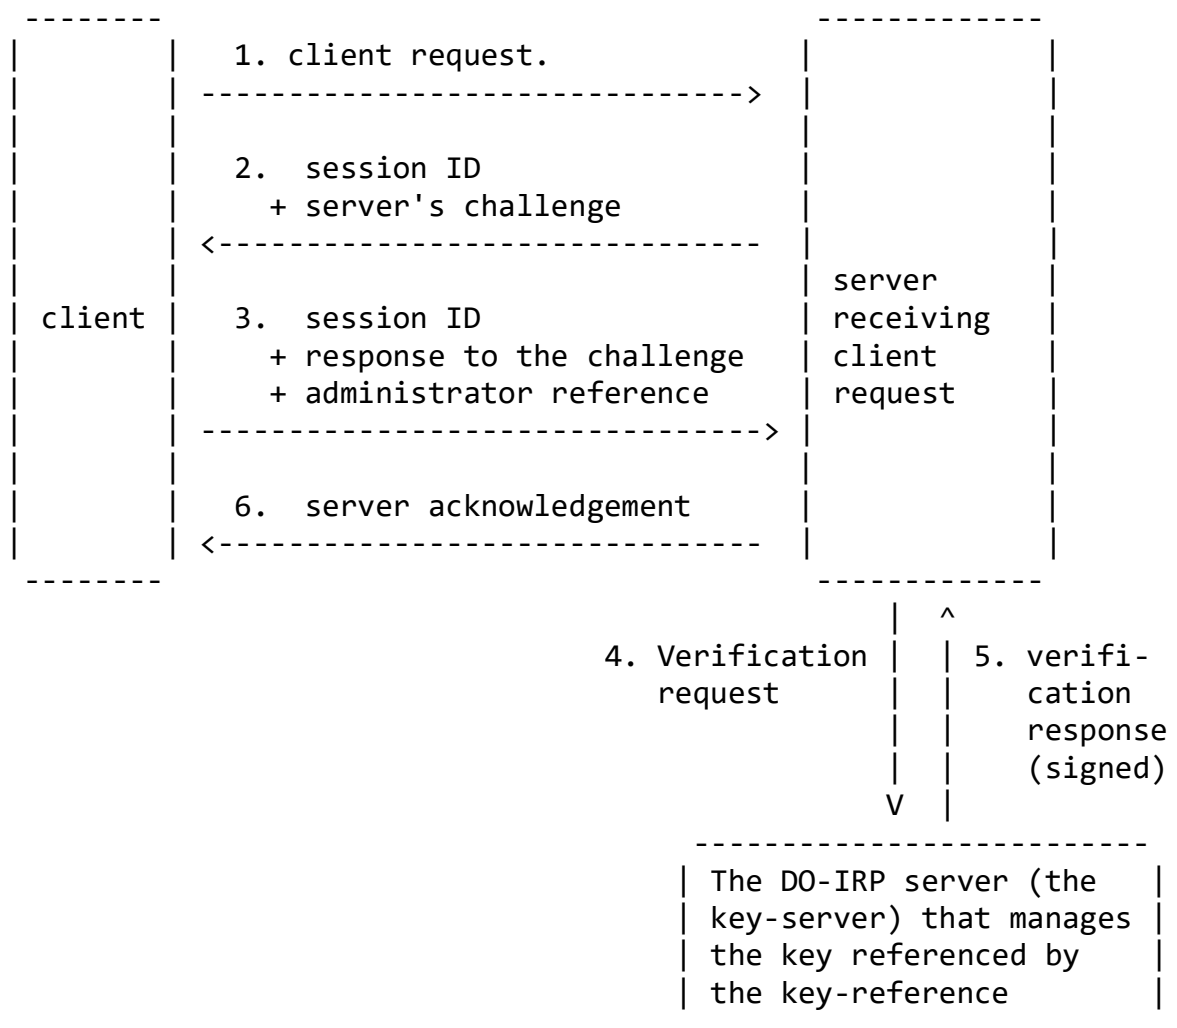 1. client request.
2. session ID
+ server's challenge
client
3. session ID
+ response to the challenge
+ administrator reference
server
receiving
client
request
6. server acknowledgement
4. Verification
request
5. verifi-
cation
response
(signed)
The DO-IRP server (the
key-server) that manages
the key referenced by
the key-reference